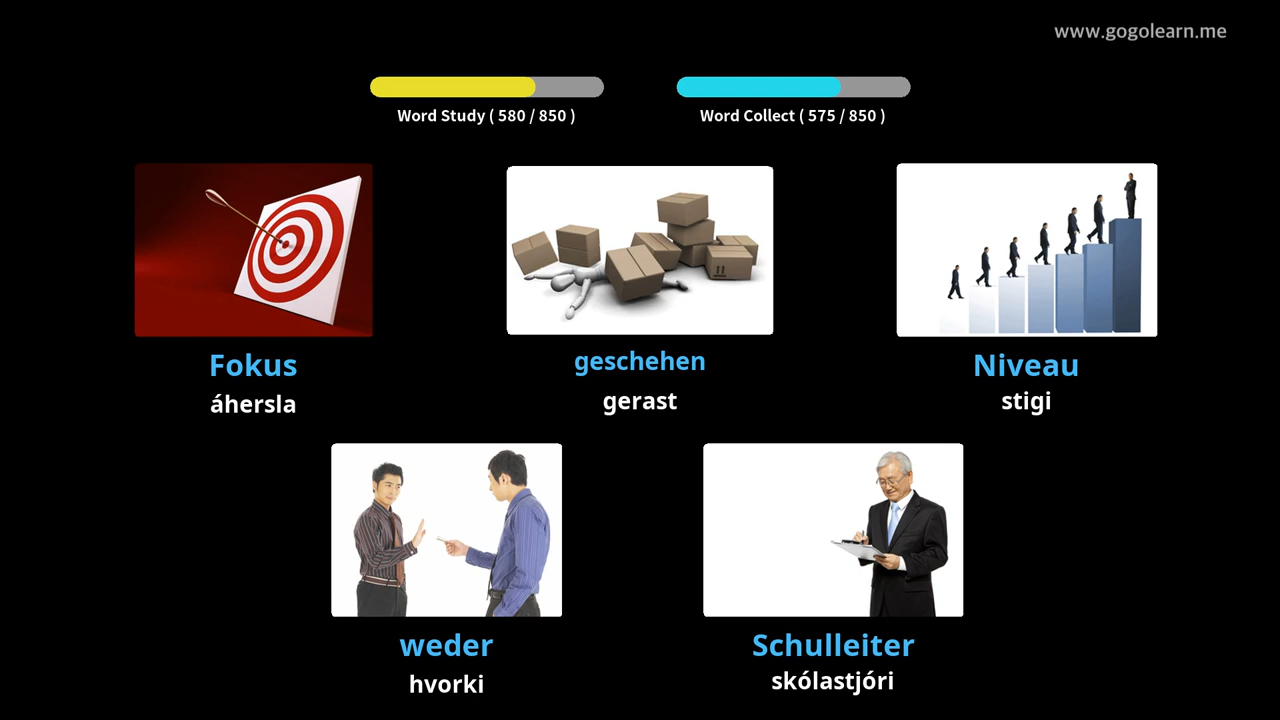 www.gogolearn.me
Word Study ( 580 / 850 )
Word Collect ( 575 / 850 )
Fokus
áhersla
geschehen
gerast
Niveau
stigi
weder
hvorki
Schulleiter
skólastjóri